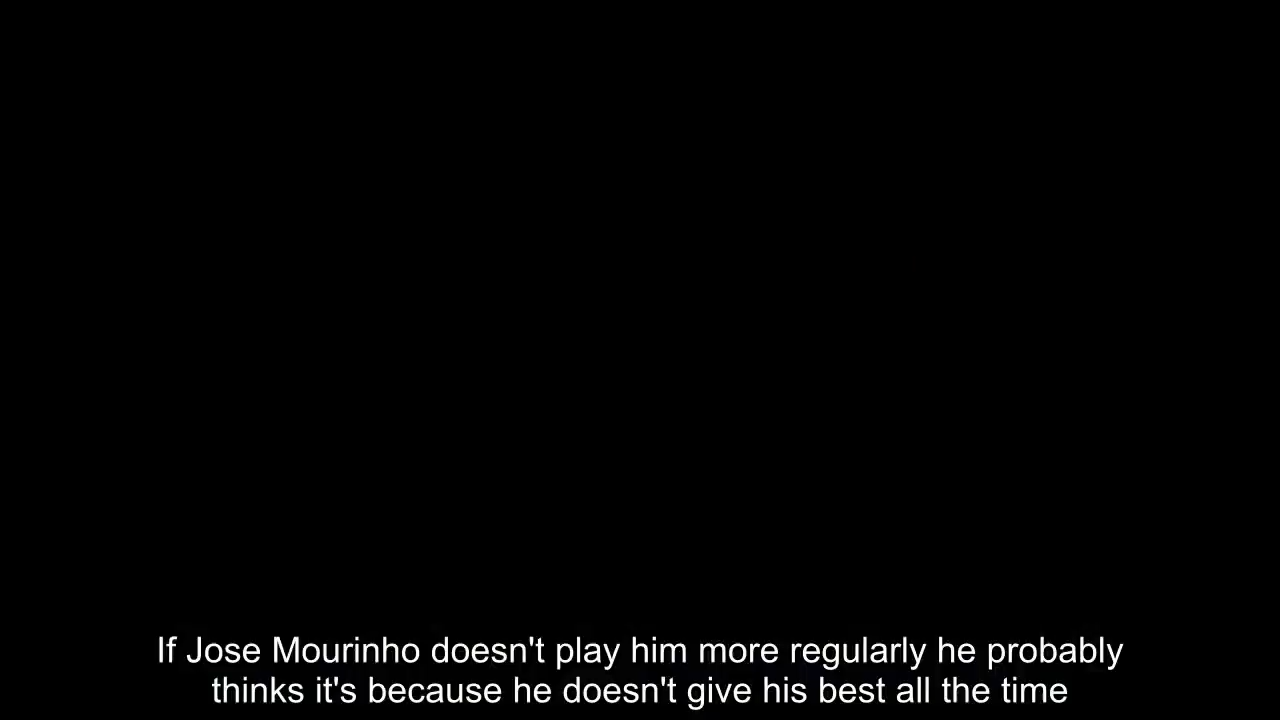 If Jose Mourinho doesn't play him more regularly he probably
thinks it's because he doesn't give his best all the time